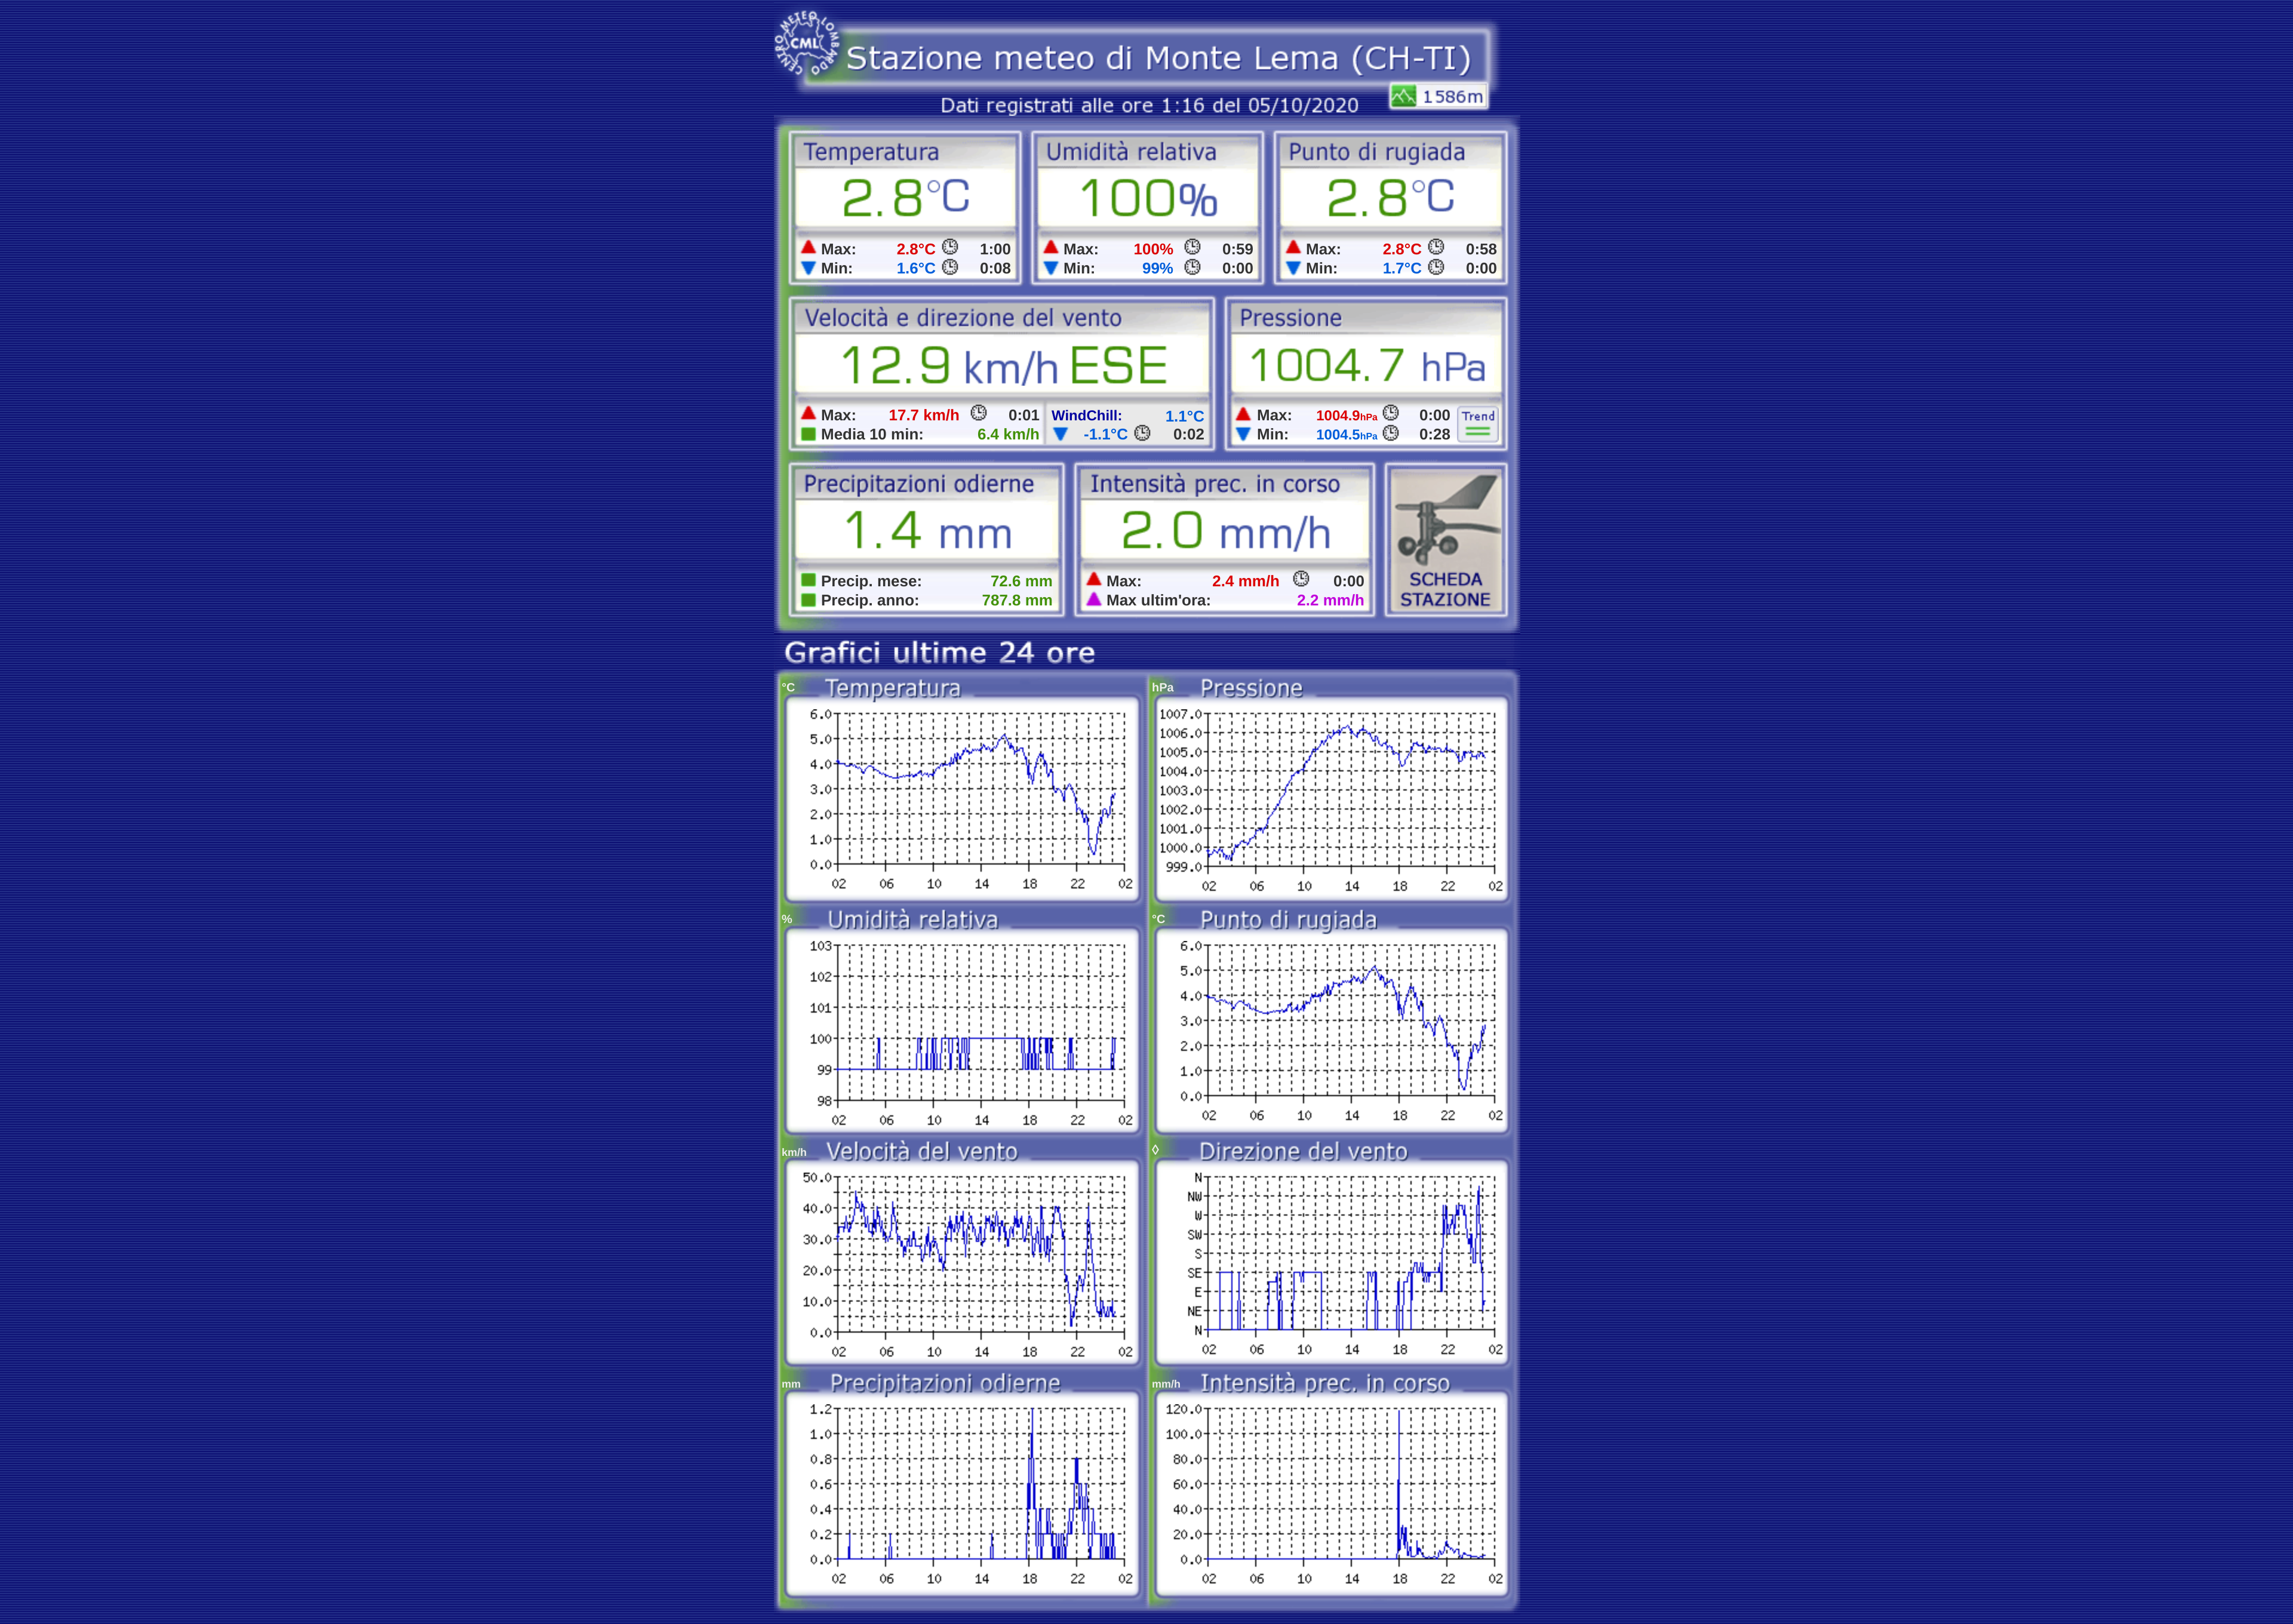 CENTRO METEO LOMBARDO
CML
Stazione meteo di Monte Lema (CH-TI)
1586m
Dati registrati alle ore 1:16 del 05/10/2020
Temperatura
2.8°C
Max: 2.8°C 1:00
Min: 1.6°C 0:08
Umidità relativa
100%
Max: 100% 0:59
Min: 99% 0:00
Punto di rugiada
2.8°C
Max: 2.8°C 0:58
Min: 1.7°C 0:00
Velocità e direzione del vento
12.9 km/h ESE
Max: 17.7 km/h 0:01
Media 10 min: 6.4 km/h
WindChill: 1.1°C
-1.1°C 0:02
Pressione
1004.7 hPa
Max: 1004.9hPa 0:00
Min: 1004.5hPa 0:28
Trend
Precipitazioni odierne
1.4 mm
Precip. mese: 72.6 mm
Precip. anno: 787.8 mm
Intensità prec. in corso
2.0 mm/h
Max: 2.4 mm/h 0:00
Max ultim'ora: 2.2 mm/h
SCHEDA
STAZIONE
Grafici ultime 24 ore
°C Temperatura
6.0
5.0
4.0
3.0
2.0
1.0
0.0
02 06 10 14 18 22 02
hPa Pressione
1007.0
1006.0
1005.0
1004.0
1003.0
1002.0
1001.0
1000.0
999.0
02 06 10 14 18 22 02
% Umidità relativa
103
102
101
100
99
98
02 06 10 14 18 22 02
°C Punto di rugiada
6.0
5.0
4.0
3.0
2.0
1.0
0.0
02 06 10 14 18 22 02
km/h Velocità del vento
50.0
40.0
30.0
20.0
10.0
0.0
02 06 10 14 18 22 02
◊ Direzione del vento
N
NW
W
SW
S
SE
E
NE
N
02 06 10 14 18 22 02
mm Precipitazioni odierne
1.2
1.0
0.8
0.6
0.4
0.2
0.0
02 06 10 14 18 22 02
mm/h Intensità prec. in corso
120.0
100.0
80.0
60.0
40.0
20.0
0.0
02 06 10 14 18 22 02